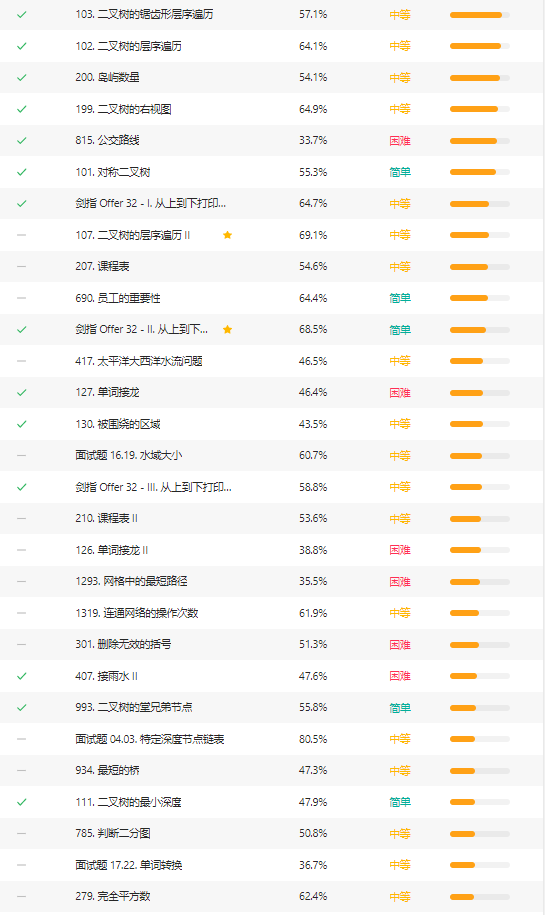 103. 二叉树的锯齿形层序遍历 57.1% 中等
102. 二叉树的层序遍历 64.1% 中等
200. 岛屿数量 54.1% 中等
199. 二叉树的右视图 64.9% 中等
815. 公交路线 33.7% 困难
101. 对称二叉树 55.3% 简单
剑指 Offer 32 - I. 从上到下打印... 64.7% 中等
107. 二叉树的层序遍历 II 69.1% 中等
207. 课程表 54.6% 中等
690. 员工的重要性 64.4% 简单
剑指 Offer 32 - II. 从上到下... 68.5% 简单
417. 太平洋大西洋水流问题 46.5% 中等
127. 单词接龙 46.4% 困难
130. 被围绕的区域 43.5% 中等
面试题 16.19. 水域大小 60.7% 中等
剑指 Offer 32 - III. 从上到下打印... 58.8% 中等
210. 课程表 II 53.6% 中等
126. 单词接龙 II 38.8% 困难
1293. 网格中的最短路径 35.5% 困难
1319. 连通网络的操作次数 61.9% 中等
301. 删除无效的括号 51.3% 困难
407. 接雨水 II 47.6% 困难
993. 二叉树的堂兄弟节点 55.8% 简单
面试题 04.03. 特定深度节点链表 80.5% 中等
934. 最短的桥 47.3% 中等
111. 二叉树的最小深度 47.9% 简单
785. 判断二分图 50.8% 中等
面试题 17.22. 单词转换 36.7% 中等
279. 完全平方数 62.4% 中等